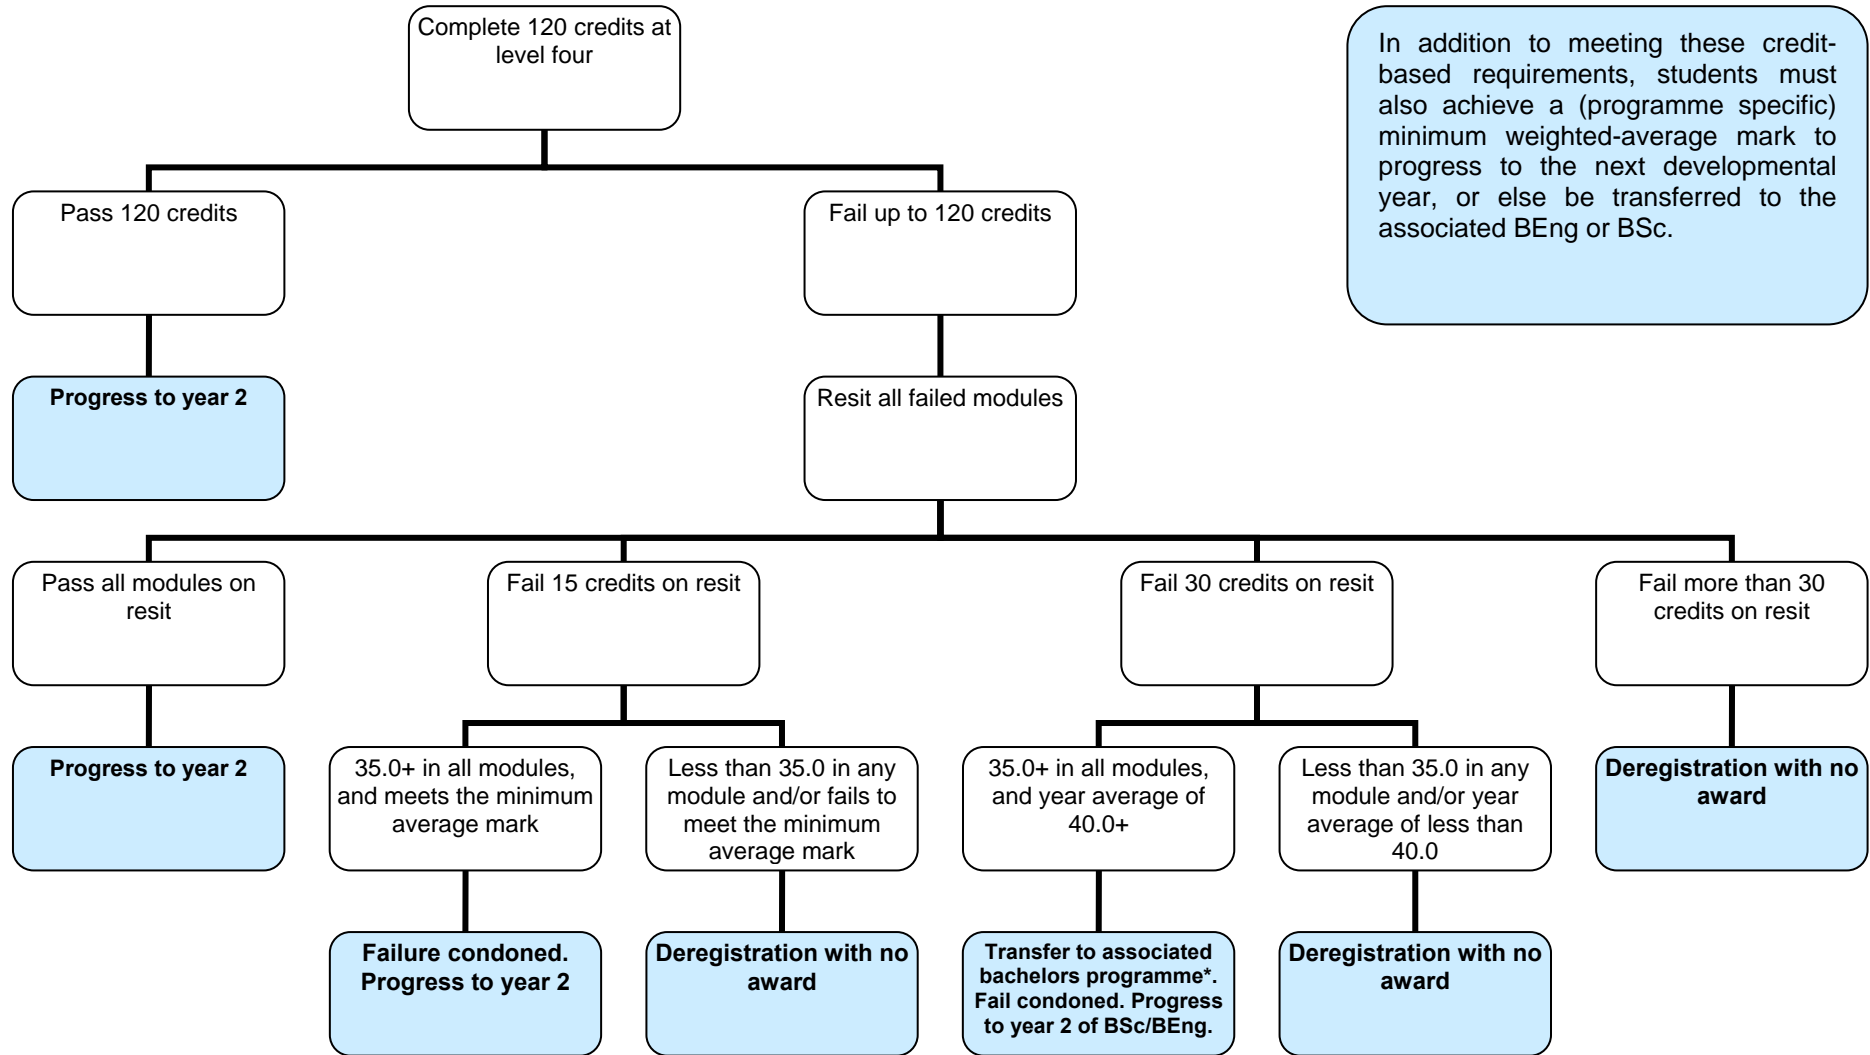 Complete 120 credits at
level four
In addition to meeting these credit-
based requirements, students must
also achieve a (programme specific)
minimum weighted-average mark to
progress to the next developmental
year, or else be transferred to the
associated BEng or BSc.
Pass 120 credits
Fail up to 120 credits
Progress to year 2
Resit all failed modules
Pass all modules on
resit
Fail 15 credits on resit
Fail 30 credits on resit
Fail more than 30
credits on resit
Progress to year 2
35.0+ in all modules,
and meets the minimum
average mark
Less than 35.0 in any
module and/or fails to
meet the minimum
average mark
35.0+ in all modules,
and year average of
40.0+
Less than 35.0 in any
module and/or year
average of less than
40.0
Deregistration with no
award
Failure condoned.
Progress to year 2
Deregistration with no
award
Transfer to associated
bachelors programme*.
Fail condoned. Progress
to year 2 of BSc/BEng.
Deregistration with no
award